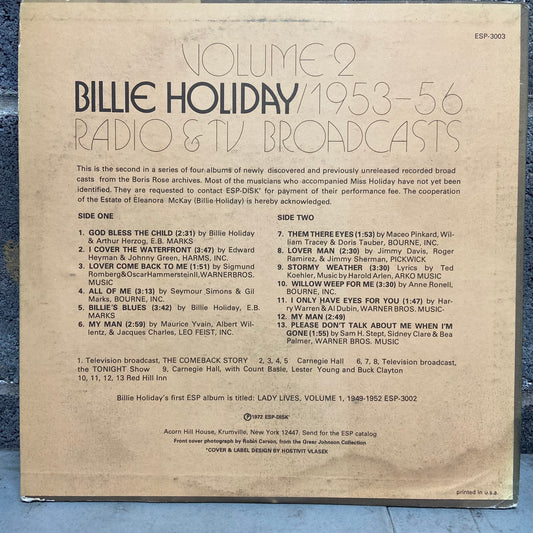 ESP-3003
VOLUME 2
BILLIE HOLIDAY/1953-56
RADIO & TV BROADCASTS
This is the second in a series of four albums of newly discovered and previously unreleased recorded broad
casts from the Boris Rose archives. Most of the musicians who accompanied Miss Holiday have not yet been
identified. They are requested to contact ESP-DISK' for payment of their performance fee. The cooperation
of the Estate of Eleanora McKay (Billie Holiday) is hereby acknowledged.
SIDE ONE
1. GOD BLESS THE CHILD (2:31) by Billie Holiday
& Arthur Herzog, E.B. MARKS
2. I COVER THE WATERFRONT (3:47) by Edward
Heyman & Johnny Green, HARMS, INC.
3. LOVER COME BACK TO ME (1:51) by Sigmund
Romberg&OscarHammersteinII,WARNERBROS.
MUSIC
4. ALL OF ME (3:13) by Seymour Simons & Gil
Marks, BOURNE, INC.
5. BILLIE'S BLUES (3:42) by Billie Holiday, E.B.
MARKS
6. MY MAN (2:59) by Maurice Yvain, Albert Wil-
lentz, & Jacques Charles, LEO FEIST, INC.
SIDE TWO
7. THEM THERE EYES (1:53) by Maceo Pinkard, Wil-
liam Tracey & Doris Tauber, BOURNE, INC.
8. LOVER MAN (2:30) by Jimmy Davis, Roger
Ramirez, & Jimmy Sherman, PICKWICK
9. STORMY WEATHER (3:30) Lyrics by Ted
Koehler, Music by Harold Arlen, ARKO MUSIC
10. WILLOW WEEP FOR ME (3:30) by Anne Ronell,
BOURNE, INC.
11. I ONLY HAVE EYES FOR YOU (1:47) by Har-
ry Warren & Al Dubin, WARNER BROS. MUSIC
12. MY MAN (2:49)
13. PLEASE DON'T TALK ABOUT ME WHEN I'M
GONE (1:55) by Sam H. Stept, Sidney Clare & Bea
Palmer, WARNER BROS. MUSIC
1. Television broadcast, THE COMEBACK STORY 2, 3, 4, 5 Carnegie Hall 6, 7, 8, Television broadcast,
the TONIGHT Show 9, Carnegie Hall, with Count Basie, Lester Young and Buck Clayton
10, 11, 12, 13 Red Hill Inn
Billie Holiday's first ESP album is titled: LADY LIVES, VOLUME 1, 1949-1952 ESP-3002
Ⓟ1972 ESP-DISK'
Acorn Hill House, Krumville, New York 12447, Send for the ESP catalog
Front cover photograph by Robin Carson, from the Greer Johnson Collection
*COVER & LABEL DESIGN BY HOSTIVIT VLASEK
printed in u.s.a.